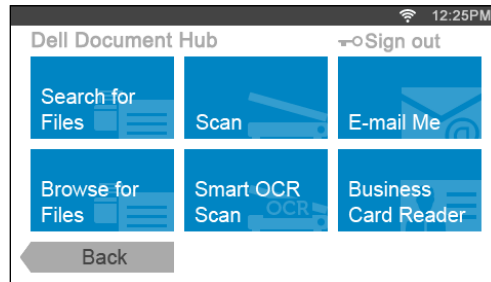 12:25PM
Dell Document Hub
Sign out
Search for
Files
Scan
E-mail Me
Browse for
Files
Smart OCR
Scan
OCR
Business
Card Reader
Back